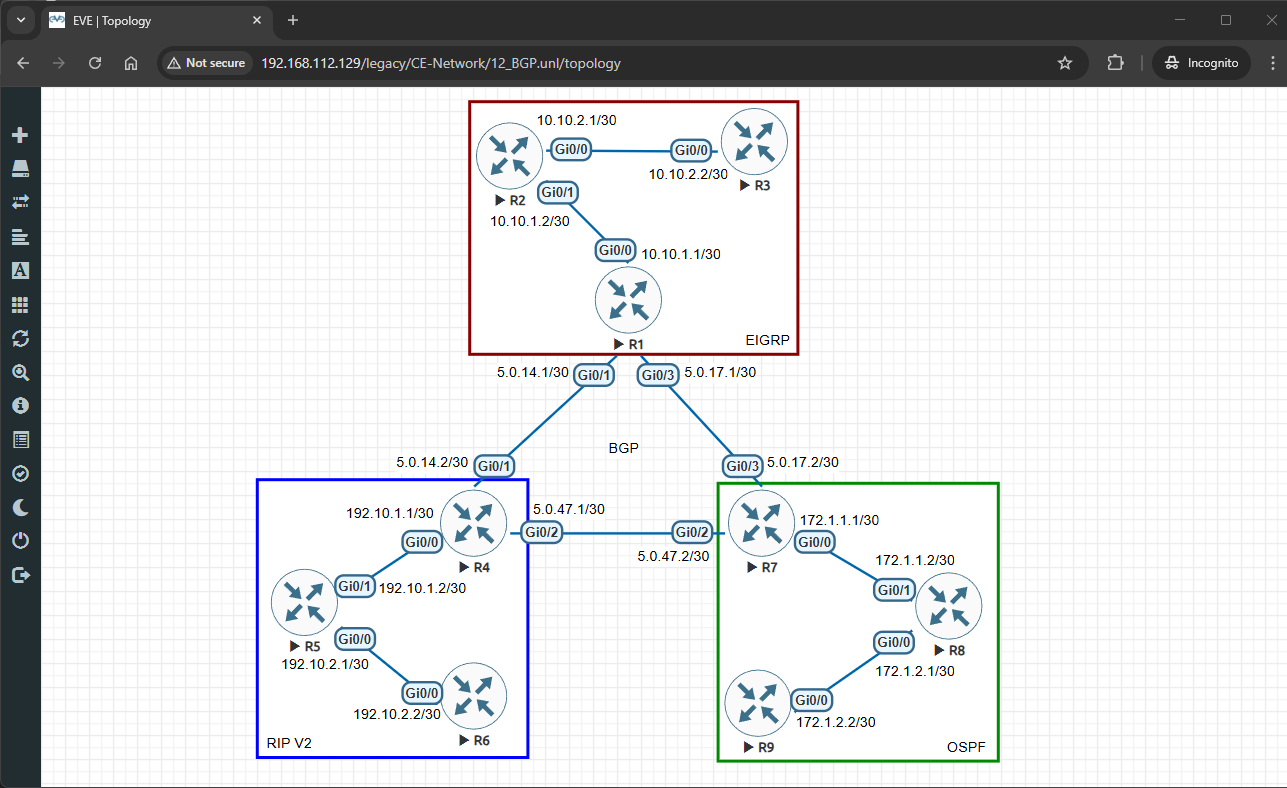 EVE | Topology
Not secure
192.168.112.129/legacy/CE-Network/12_BGP.unl/topology
Incognito
A
10.10.2.1/30
Gi0/0
Gi0/0
10.10.2.2/30
R2
R3
Gi0/1
10.10.1.2/30
Gi0/0
10.10.1.1/30
R1
EIGRP
5.0.14.1/30
Gi0/1
Gi0/3
5.0.17.1/30
BGP
5.0.14.2/30
Gi0/1
Gi0/3
5.0.17.2/30
192.10.1.1/30
5.0.47.1/30
172.1.1.1/30
Gi0/0
Gi0/2
Gi0/2
Gi0/0
5.0.47.2/30
172.1.1.2/30
R4
R7
Gi0/1
192.10.1.2/30
Gi0/1
Gi0/0
Gi0/0
R5
R8
192.10.2.1/30
172.1.2.1/30
Gi0/0
Gi0/0
192.10.2.2/30
172.1.2.2/30
RIP V2
R6
R9
OSPF